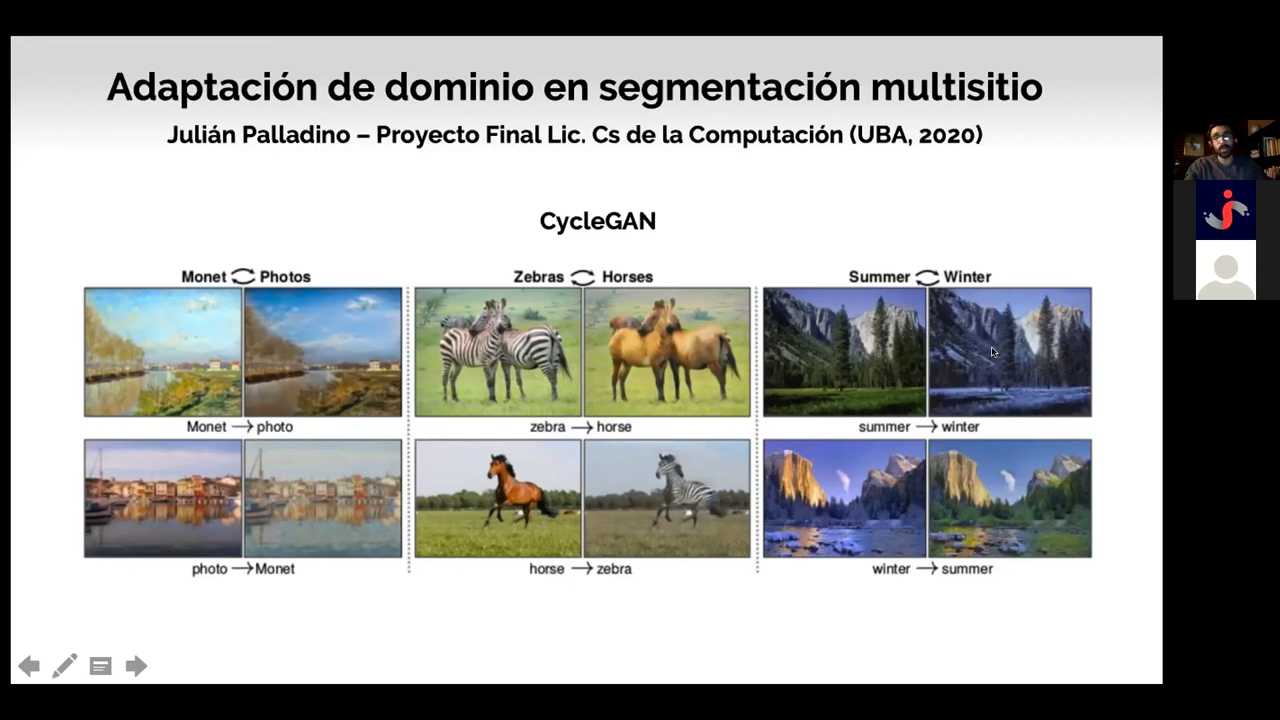 Adaptación de dominio en segmentación multisitio
Julián Palladino – Proyecto Final Lic. Cs de la Computación (UBA, 2020)
CycleGAN
Monet Photos
Monet → photo
photo → Monet
Zebras Horses
zebra → horse
horse → zebra
Summer Winter
summer → winter
winter → summer